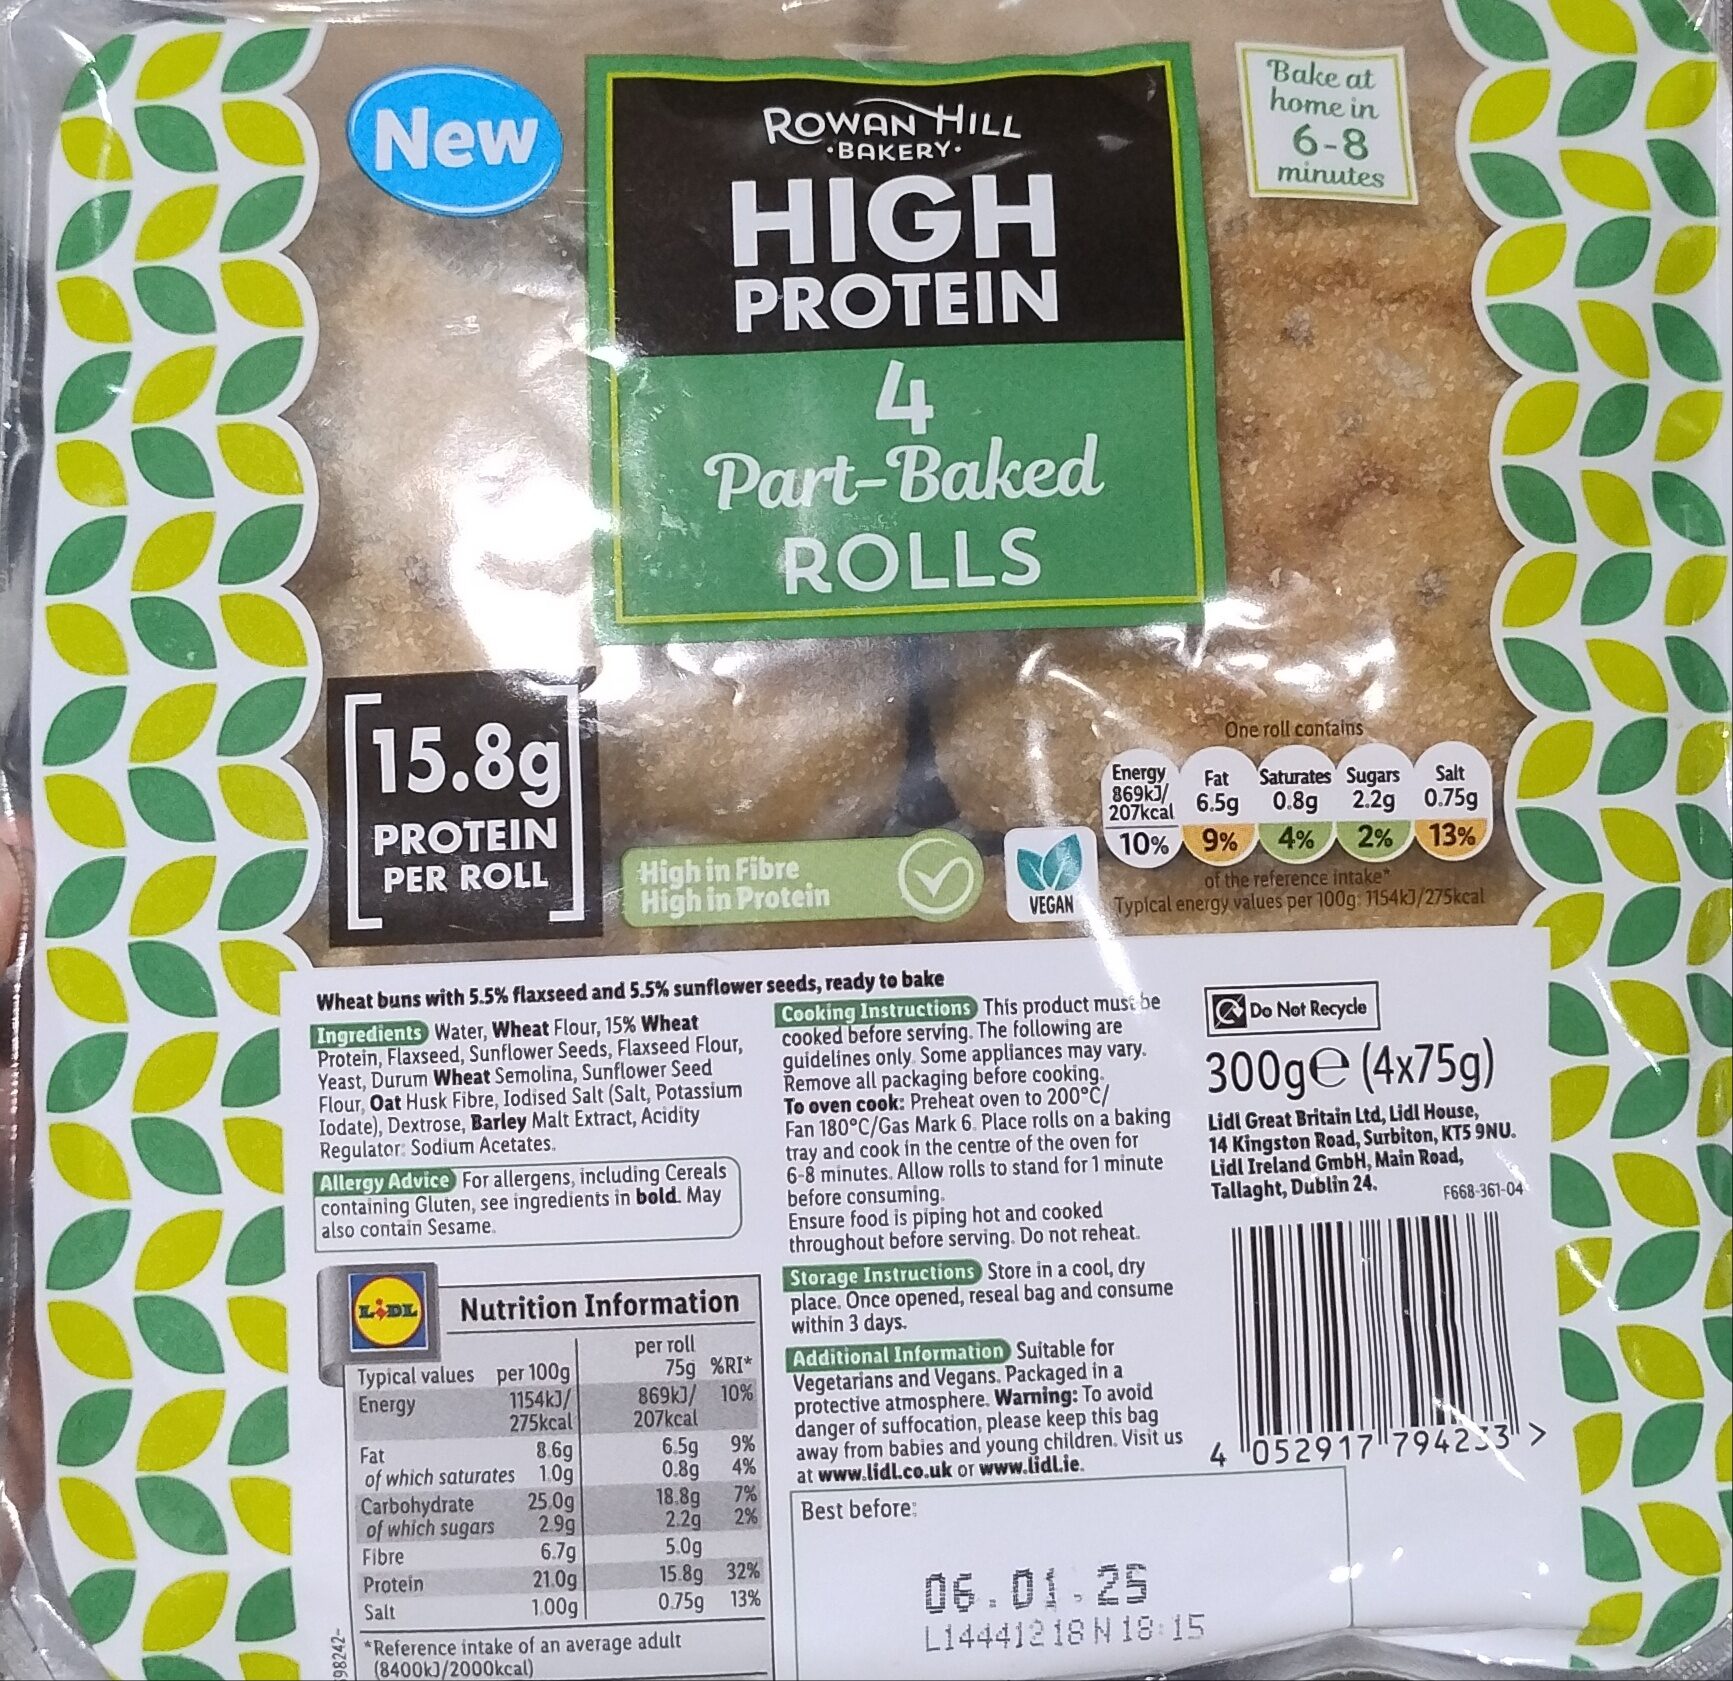 New
ROWAN HILL
·BAKERY·
HIGH
PROTEIN
4
Part-Baked
ROLLS
Bake at
home in
6-8
minutes
15.8g
PROTEIN
PER ROLL
High in Fibre
High in Protein
VEGAN
One roll contains
Energy 869kJ/ 207kcal 10%
Fat 6.5g 9%
Saturates 0.8g 4%
Sugars 2.2g 2%
Salt 0.75g 13%
of the reference intake*
Typical energy values per 100g: 1154kJ/275kcal
Wheat buns with 5.5% flaxseed and 5.5% sunflower seeds, ready to bake
Ingredients Water, Wheat Flour, 15% Wheat
Protein, Flaxseed, Sunflower Seeds, Flaxseed Flour,
Yeast, Durum Wheat Semolina, Sunflower Seed
Flour, Oat Husk Fibre, Iodised Salt (Salt, Potassium
Iodate), Dextrose, Barley Malt Extract, Acidity
Regulator: Sodium Acetates.
Allergy Advice For allergens, including Cereals
containing Gluten, see ingredients in bold. May
also contain Sesame.
LIDL
Nutrition Information
Typical values per 100g per roll 75g %RI*
Energy 1154kJ/ 869kJ/ 10%
275kcal 207kcal
Fat 8.6g 6.5g 9%
of which saturates 1.0g 0.8g 4%
Carbohydrate 25.0g 18.8g 7%
of which sugars 2.9g 2.2g 2%
Fibre 6.7g 5.0g
Protein 21.0g 15.8g 32%
Salt 1.00g 0.75g 13%
*Reference intake of an average adult
(8400kJ/2000kcal)
98242-
Cooking Instructions This product must be
cooked before serving. The following are
guidelines only. Some appliances may vary.
Remove all packaging before cooking.
To oven cook: Preheat oven to 200°C/
Fan 180°C/Gas Mark 6. Place rolls on a baking
tray and cook in the centre of the oven for
6-8 minutes. Allow rolls to stand for 1 minute
before consuming.
Ensure food is piping hot and cooked
throughout before serving. Do not reheat.
Storage Instructions Store in a cool, dry
place. Once opened, reseal bag and consume
within 3 days.
Additional Information Suitable for
Vegetarians and Vegans. Packaged in a
protective atmosphere. Warning: To avoid
danger of suffocation, please keep this bag
away from babies and young children. Visit us
at www.lidl.co.uk or www.lidl.ie.
Best before:
06.01.25
L14441218 N 18:15
Do Not Recycle
300g℮ (4x75g)
Lidl Great Britain Ltd, Lidl House,
14 Kingston Road, Surbiton, KT5 9NU.
Lidl Ireland GmbH, Main Road,
Tallaght, Dublin 24.
F668-361-04
4 052917 794233 >